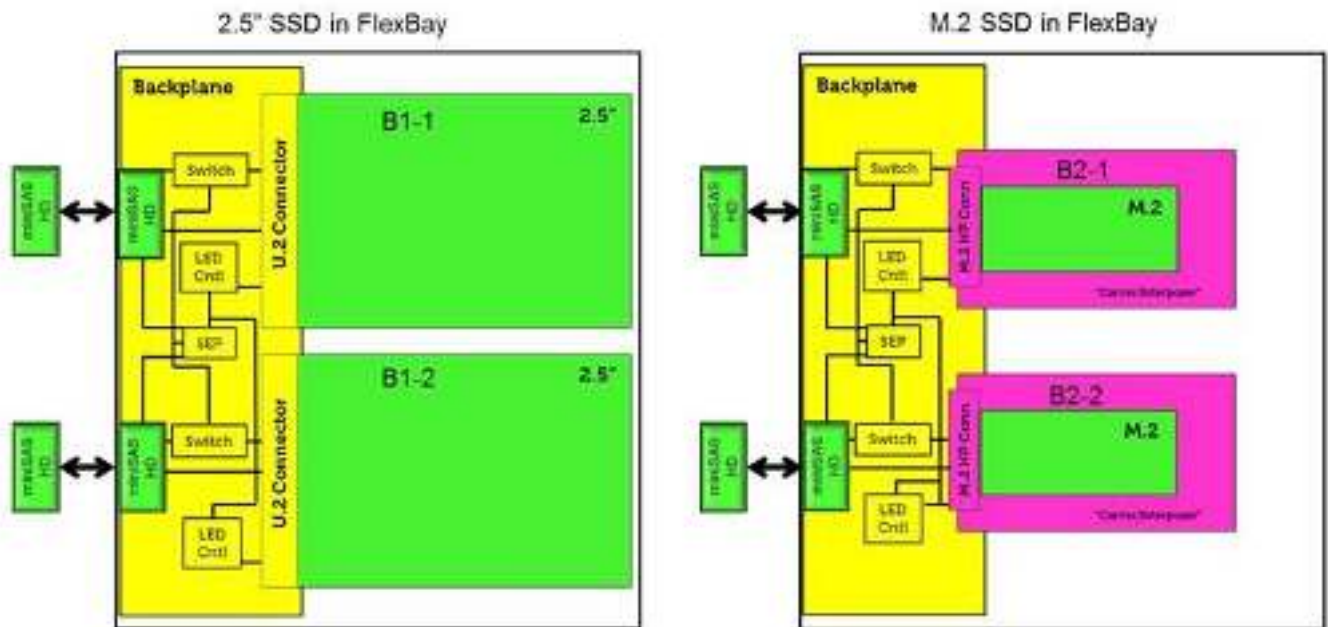 2.5" SSD in FlexBay
Backplane
B1-1
2.5"
Switch
miniSAS
HD
miniSAS
HD
U.2 Connector
LED
Cntl
SEP
B1-2
2.5"
Switch
miniSAS
HD
miniSAS
HD
U.2 Connector
LED
Cntl
M.2 SSD in FlexBay
Backplane
B2-1
Switch
M.2
miniSAS
HD
miniSAS
HD
M.2 HP Conn.
LED
Cntl
SEP
B2-2
M.2
Switch
miniSAS
HD
miniSAS
HD
M.2 HP Conn.
LED
Cntl